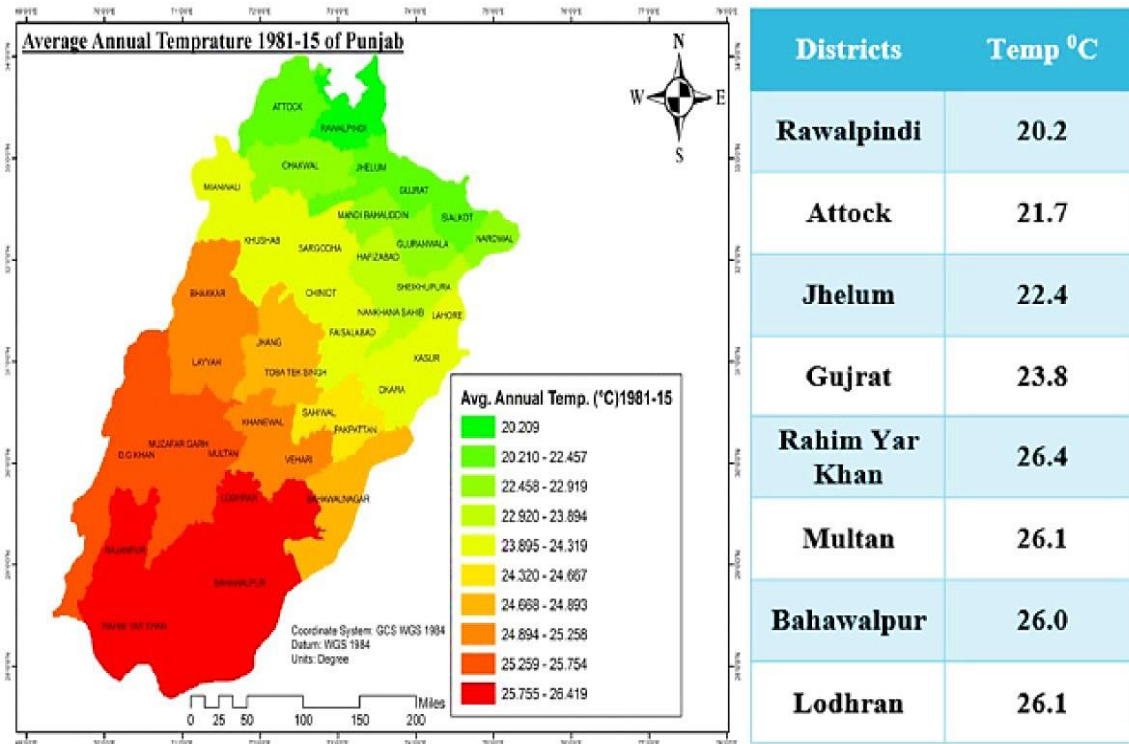 Average Annual Temprature 1981-15 of Punjab
N
W
E
S
ATTOCK
RAWALPINDI
CHAKWAL
JHELUM
MIANWALI
GUJRAT
MANDI BAHAUDDIN
SIALKOT
GUJRANWALA
NAROWAL
KHUSHAB
SARGODHA
HAFIZABAD
BHAKKAR
CHINIOT
SHEIKHUPURA
NANKHANA SAHIB
LAHORE
FAISALABAD
JHANG
LAYYAH
TOBA TEK SINGH
KASUR
OKARA
SAHIWAL
KHANEWAL
PAKPATTAN
MUZAFAR GARH
D.G KHAN
MULTAN
VEHARI
LODHRAN
BAHAWALNAGAR
RAJANPUR
BAHAWALPUR
RAHIM YAR KHAN
Avg. Annual Temp. (°C)1981-15
20.209
20.210 - 22.457
22.458 - 22.919
22.920 - 23.894
23.895 - 24.319
24.320 - 24.667
24.668 - 24.893
24.894 - 25.258
25.259 - 25.754
25.755 - 26.419
Coordinate System: GCS WGS 1984
Datum: WGS 1984
Units: Degree
Miles
0 25 50 100 150 200
Districts Temp ⁰C
Rawalpindi 20.2
Attock 21.7
Jhelum 22.4
Gujrat 23.8
Rahim Yar
Khan 26.4
Multan 26.1
Bahawalpur 26.0
Lodhran 26.1